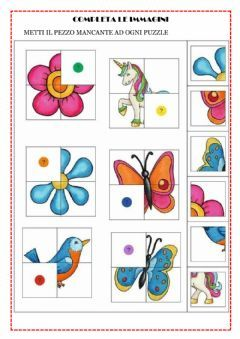 COMPLETA LE IMMAGINI
METTI IL PEZZO MANCANTE AD OGNI PUZZLE